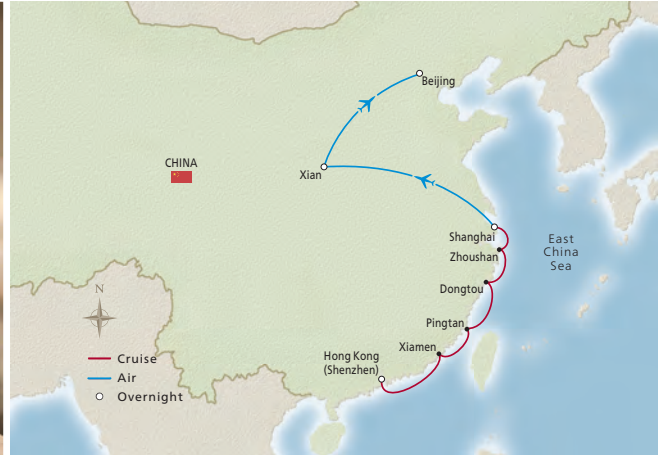 Beijing
CHINA
Xian
Shanghai
East
China
Sea
Zhoushan
Dongtou
Pingtan
Xiamen
Hong Kong
(Shenzhen)
N
Cruise
Air
Overnight